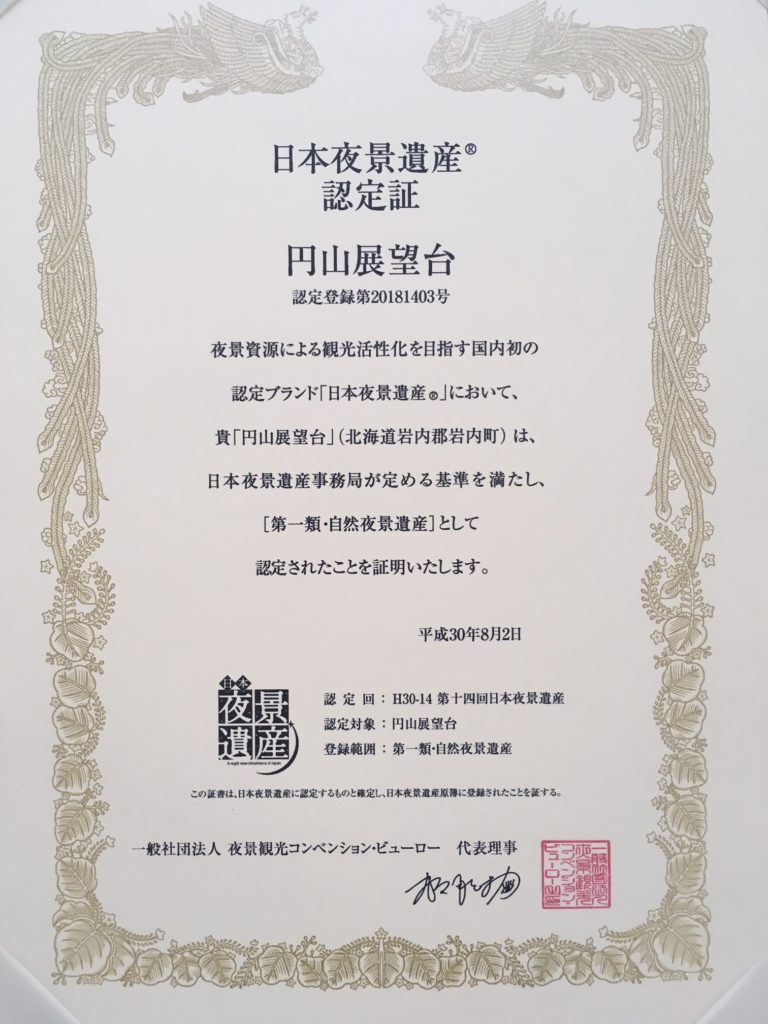 日本夜景遺産®
認定証
円山展望台
認定登録第20181403号
夜景資源による観光活性化を目指す国内初の
認定ブランド「日本夜景遺産®」において、
貴「円山展望台」(北海道岩内郡岩内町)は、
日本夜景遺産事務局が定める基準を満たし、
[第一類・自然夜景遺産]として
認定されたことを証明いたします。
平成30年8月2日
日本
夜景
遺産
A night view inheritance of Japan
認定回:H30-14 第十四回日本夜景遺産
認定対象:円山展望台
登録範囲:第一類・自然夜景遺産
この証書は、日本夜景遺産に認定するものと確定し、日本夜景遺産原簿に登録されたことを証する。
一般社団法人 夜景観光コンベンション・ビューロー 代表理事